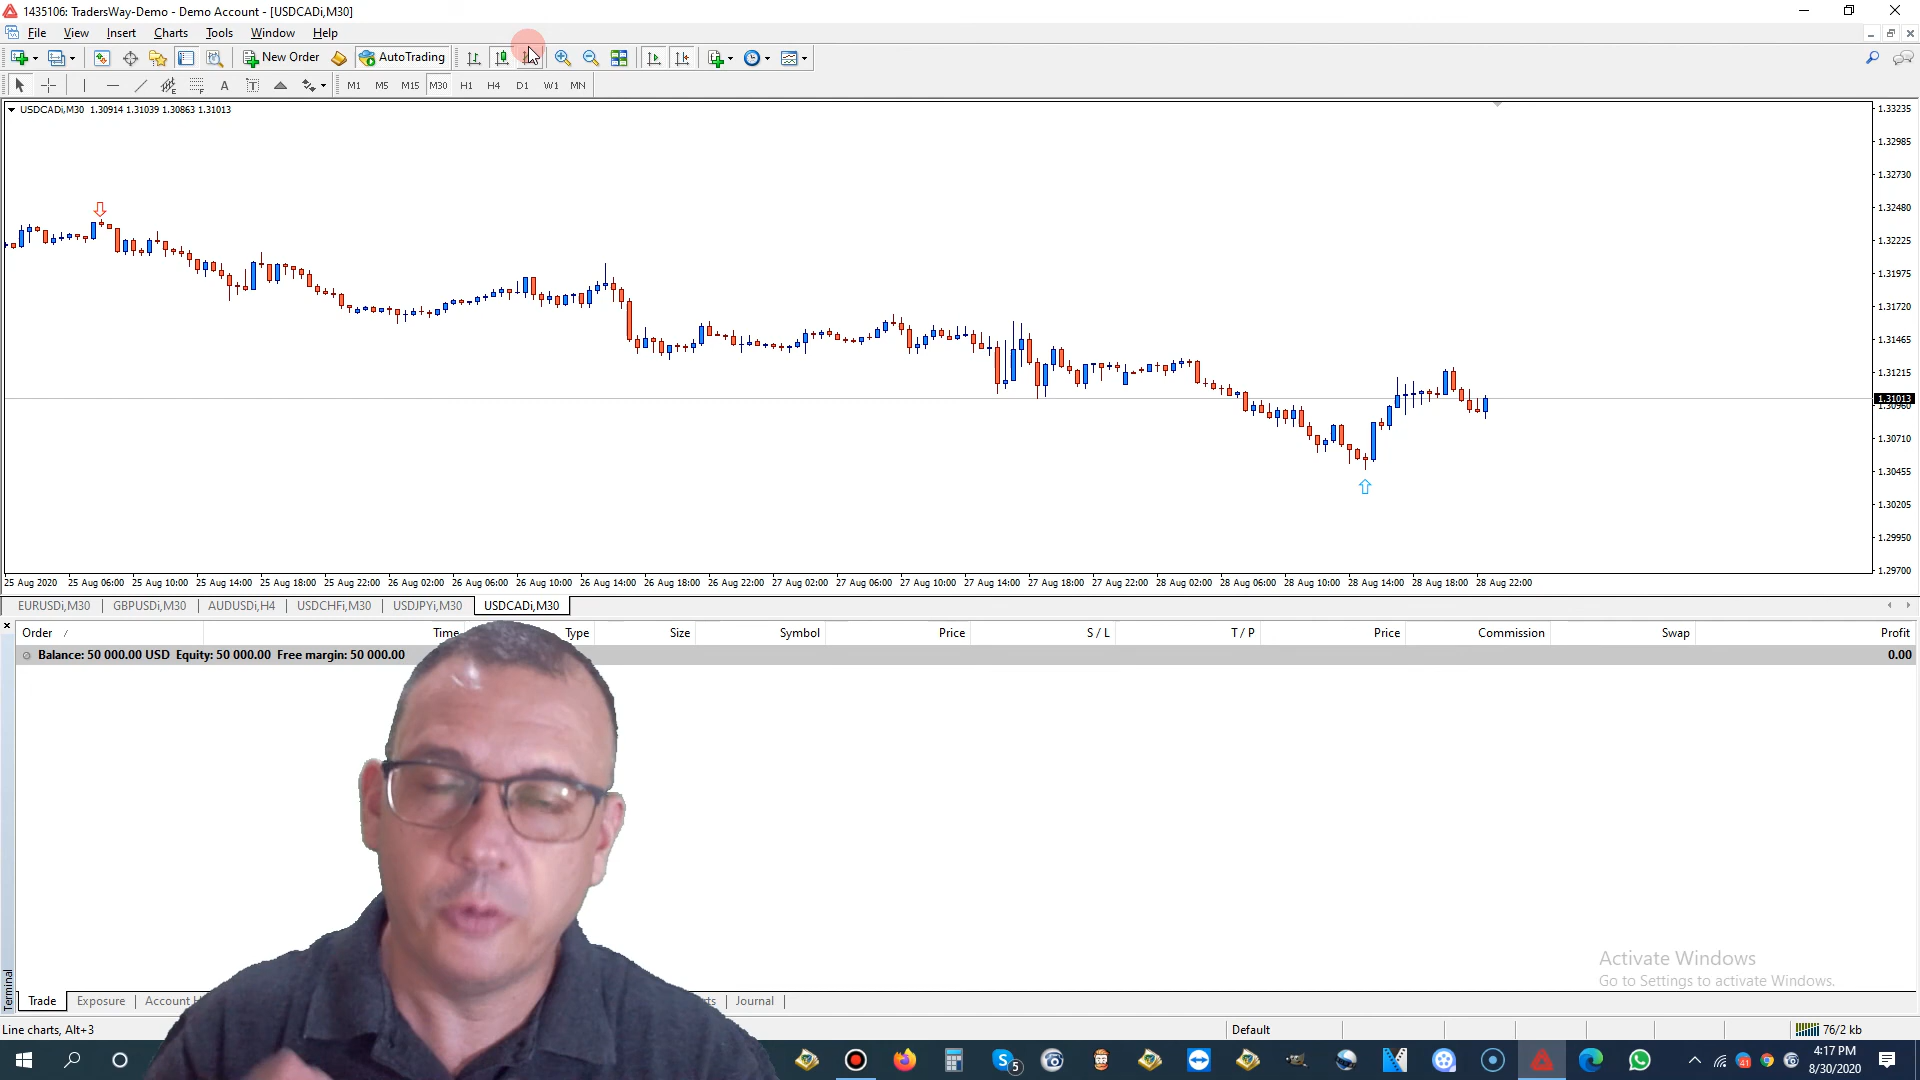 1435106: TradersWay-Demo - Demo Account - [USDCADi,M30]
File View Insert Charts Tools Window Help
New Order AutoTrading
A T M1 M5 M15 M30 H1 H4 D1 W1 MN
USDCADi,M30 1.30914 1.31039 1.30863 1.31013
1.33235
1.32985
1.32730
1.32480
1.32225
1.31975
1.31720
1.31465
1.31215
1.31013
1.30960
1.30710
1.30455
1.30205
1.29950
1.29700
25 Aug 2020 25 Aug 06:00 25 Aug 10:00 25 Aug 14:00 25 Aug 18:00 25 Aug 22:00 26 Aug 02:00 26 Aug 06:00 26 Aug 10:00 26 Aug 14:00 26 Aug 18:00 26 Aug 22:00 27 Aug 02:00 27 Aug 06:00 27 Aug 10:00 27 Aug 14:00 27 Aug 18:00 27 Aug 22:00 28 Aug 02:00 28 Aug 06:00 28 Aug 10:00 28 Aug 14:00 28 Aug 18:00 28 Aug 22:00
EURUSDi,M30 GBPUSDi,M30 AUDUSDi,H4 USDCHFi,M30 USDJPYi,M30 USDCADi,M30
Order / Time Type Size Symbol Price S / L T / P Price Commission Swap Profit
Balance: 50 000.00 USD Equity: 50 000.00 Free margin: 50 000.00 0.00
Activate Windows
Go to Settings to activate Windows.
Terminal
Trade Exposure Account Journal
Line charts, Alt+3 Default 76/2 kb
5 41 4:17 PM
8/30/2020